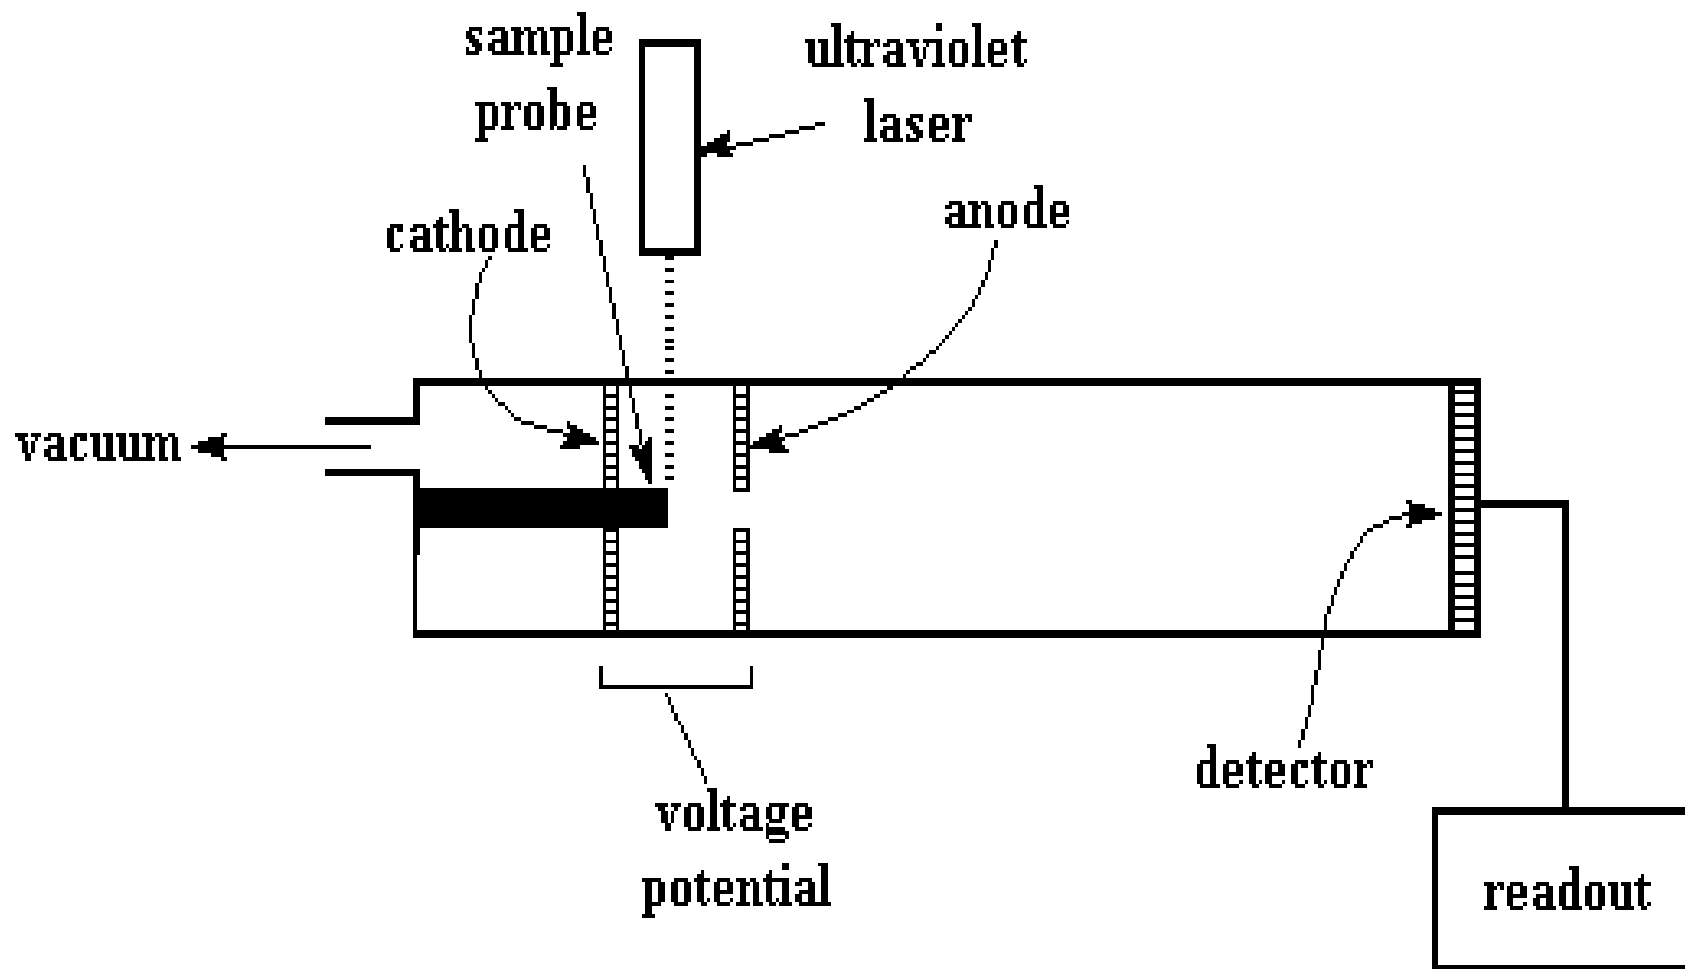 sample
probe
ultraviolet
laser
cathode
anode
vacuum
detector
voltage
potential
readout